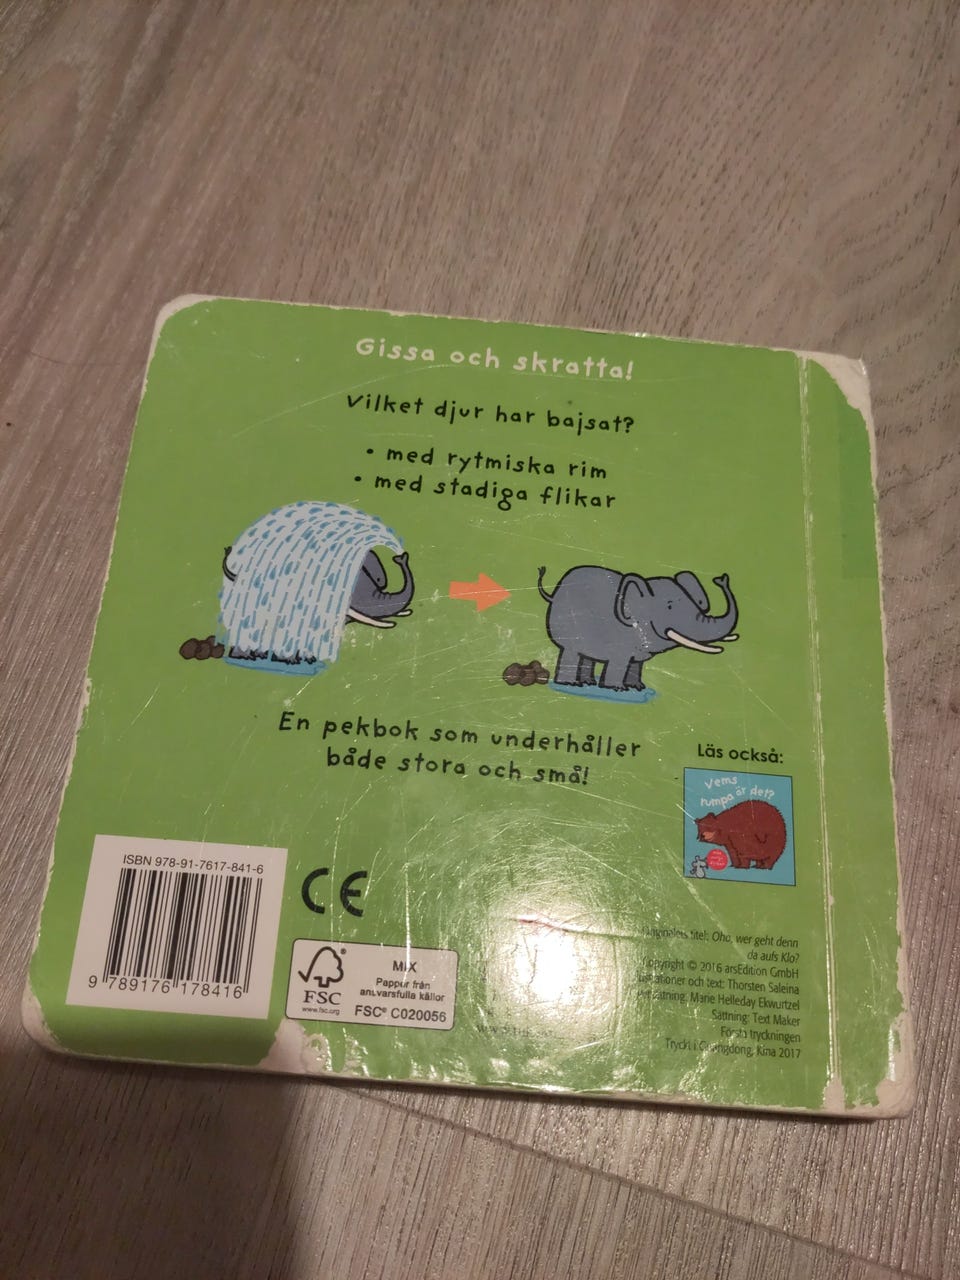 Gissa och skratta!
Vilket djur har bajsat?
• med rytmiska rim
• med stadiga flikar
En pekbok som underhåller
både stora och små!
Läs också:
Vems
rumpa är det?
ISBN 978-91-7617-841-6
9 789176 178416
CE
FSC
www.fsc.org
MIX
Papper från
ansvarsfulla källor
FSC® C020056
Originalets titel: Oho, wer geht denn
da aufs Klo?
Copyright © 2016 arsEdition GmbH
Illustrationer och text: Thorsten Saleina
Översättning: Marie Helleday Ekwurtzel
Sättning: Text Maker
Första tryckningen
Tryckt i Guangdong, Kina 2017